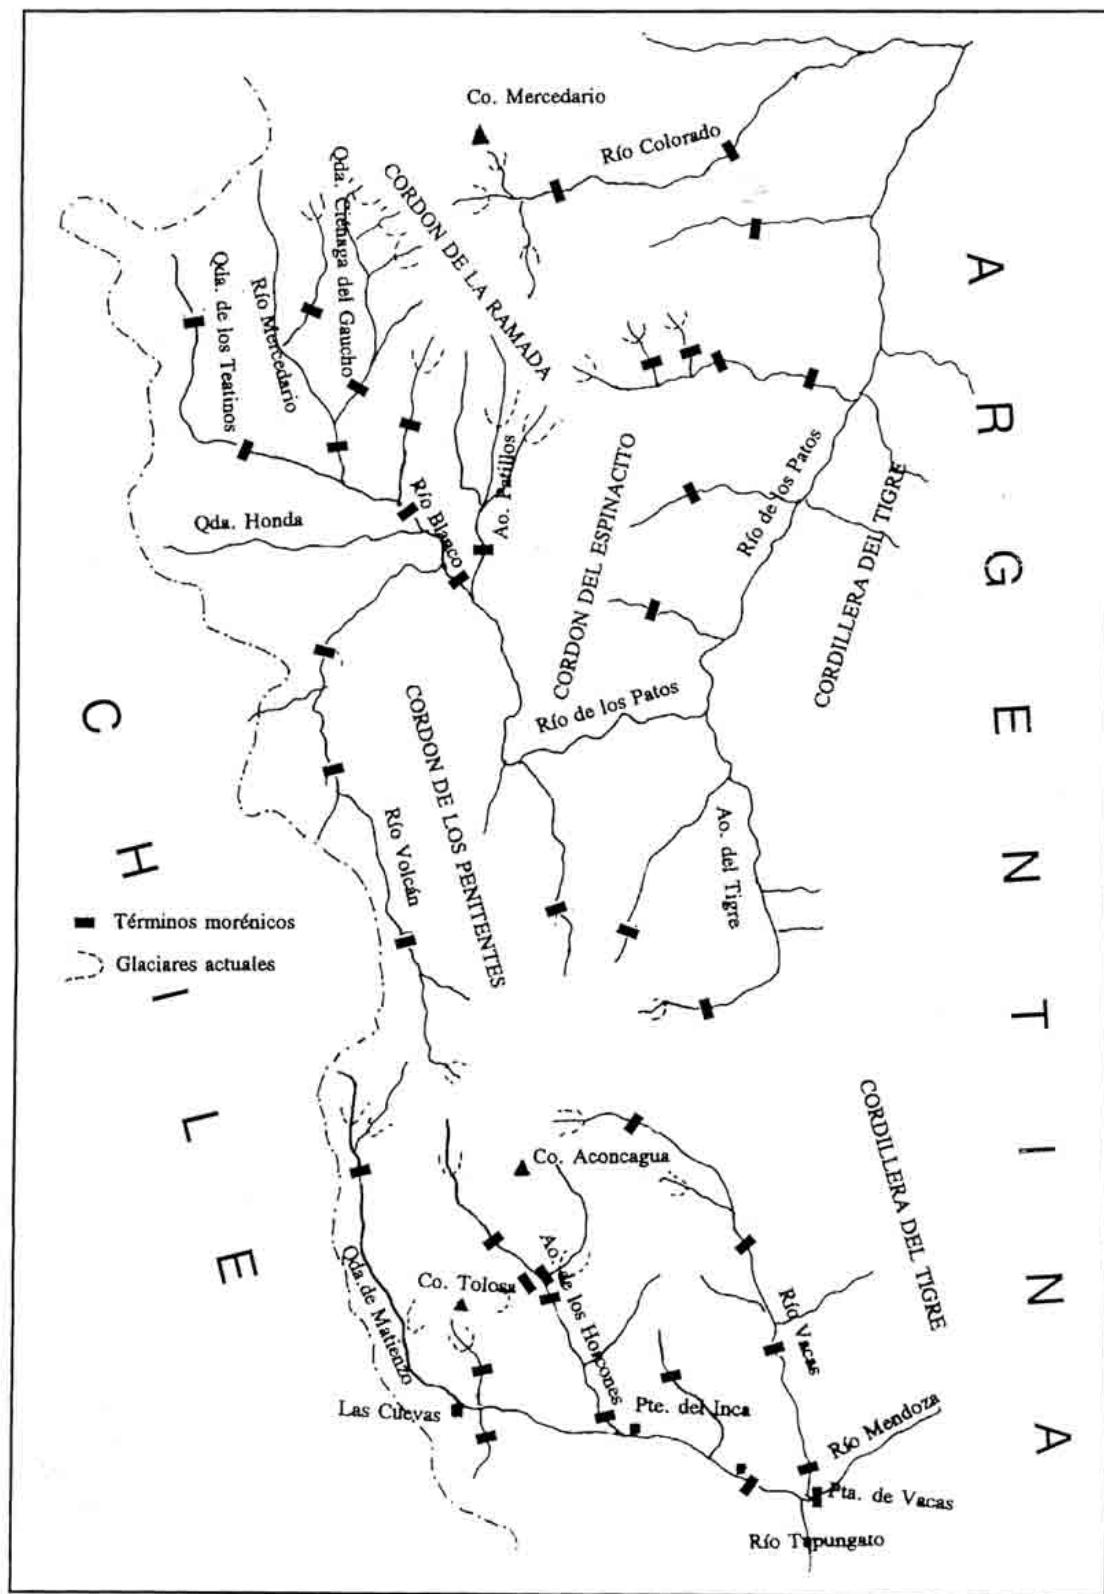 Co. Mercedario
Río Colorado
Qda. Ciénaga del Gaucho
CORDON DE LA RAMADA
Qda. de los Teatinos
Río Mercedario
ARGENTINA
Río Blanco
Ao. Patillos
Qda. Honda
CORDON DEL ESPINACITO
Río de los Patos
CORDILLERA DEL TIGRE
CHILE
CORDON DE LOS PENITENTES
Río de los Patos
Río Volcán
Ao. del Tigre
Términos morénicos
Glaciares actuales
Co. Aconcagua
CORDILLERA DEL TIGRE
Qda. de Matienzo
Co. Tolosa
Ao. de los Horcones
Río Vacas
Las Cuevas
Pte. del Inca
Río Mendoza
Pta. de Vacas
Río Tupungato